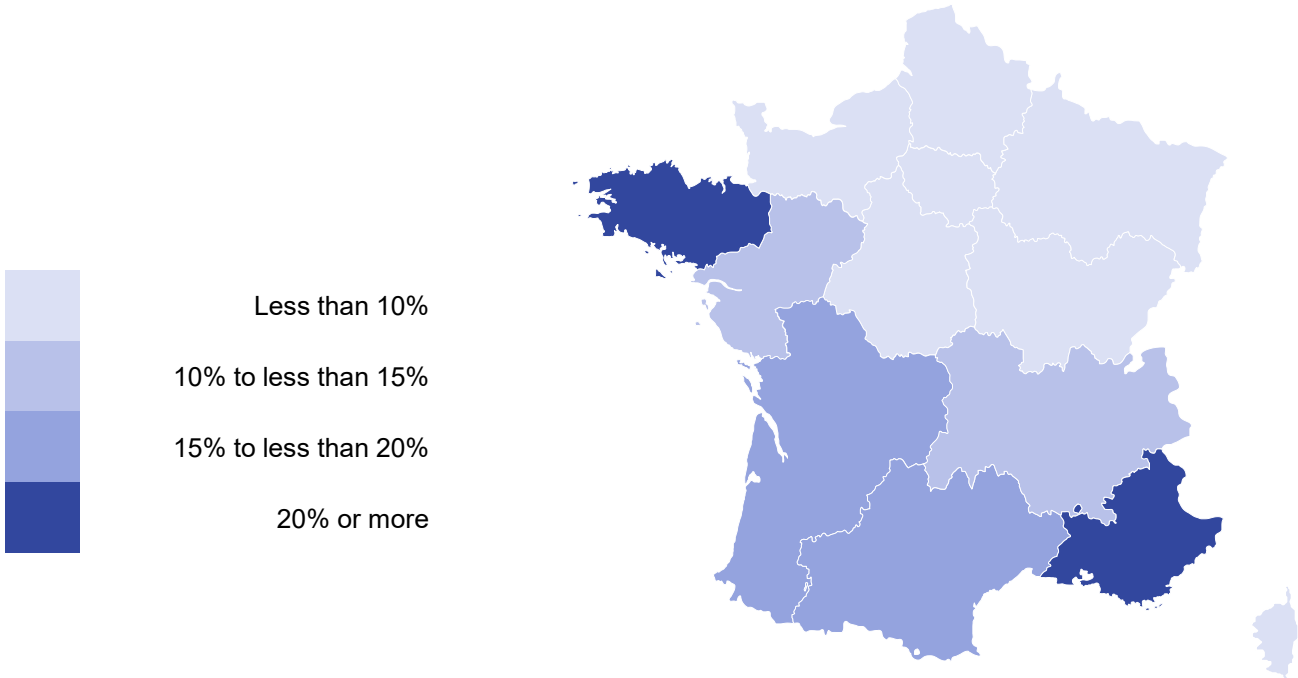 Less than 10%
10% to less than 15%
15% to less than 20%
20% or more